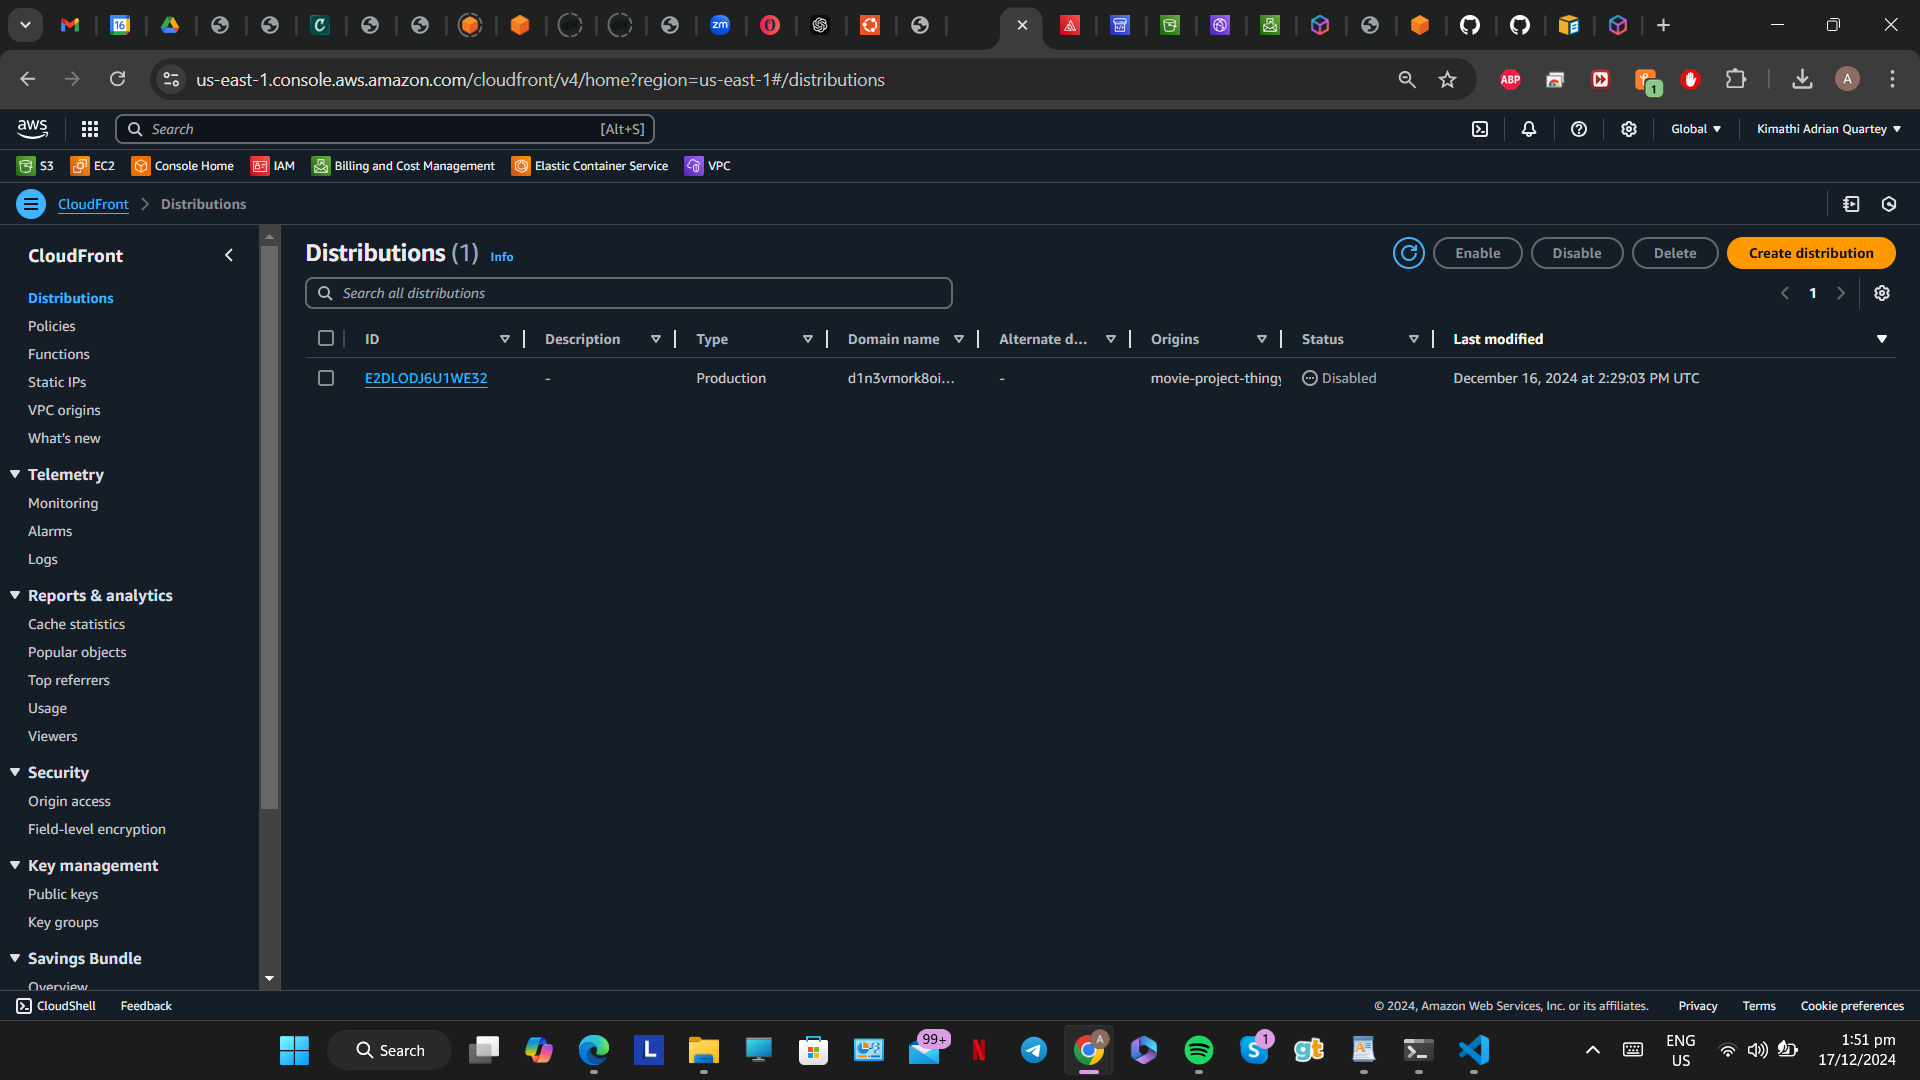 16
zm
us-east-1.console.aws.amazon.com/cloudfront/v4/home?region=us-east-1#/distributions
ABP
1
A
aws
Search
[Alt+S]
Global
Kimathi Adrian Quartey
S3
EC2
Console Home
IAM
Billing and Cost Management
Elastic Container Service
VPC
CloudFront
Distributions
CloudFront
Distributions
Policies
Functions
Static IPs
VPC origins
What's new
Telemetry
Monitoring
Alarms
Logs
Reports & analytics
Cache statistics
Popular objects
Top referrers
Usage
Viewers
Security
Origin access
Field-level encryption
Key management
Public keys
Key groups
Savings Bundle
Overview
Distributions (1) Info
Enable
Disable
Delete
Create distribution
Search all distributions
1
ID Description Type Domain name Alternate d... Origins Status Last modified
E2DLODJ6U1WE32 - Production d1n3vmork8oi... - movie-project-thingy Disabled December 16, 2024 at 2:29:03 PM UTC
CloudShell
Feedback
© 2024, Amazon Web Services, Inc. or its affiliates.
Privacy
Terms
Cookie preferences
Search
L
99+
N
A
S
1
gt
ENG
US
1:51 pm
17/12/2024